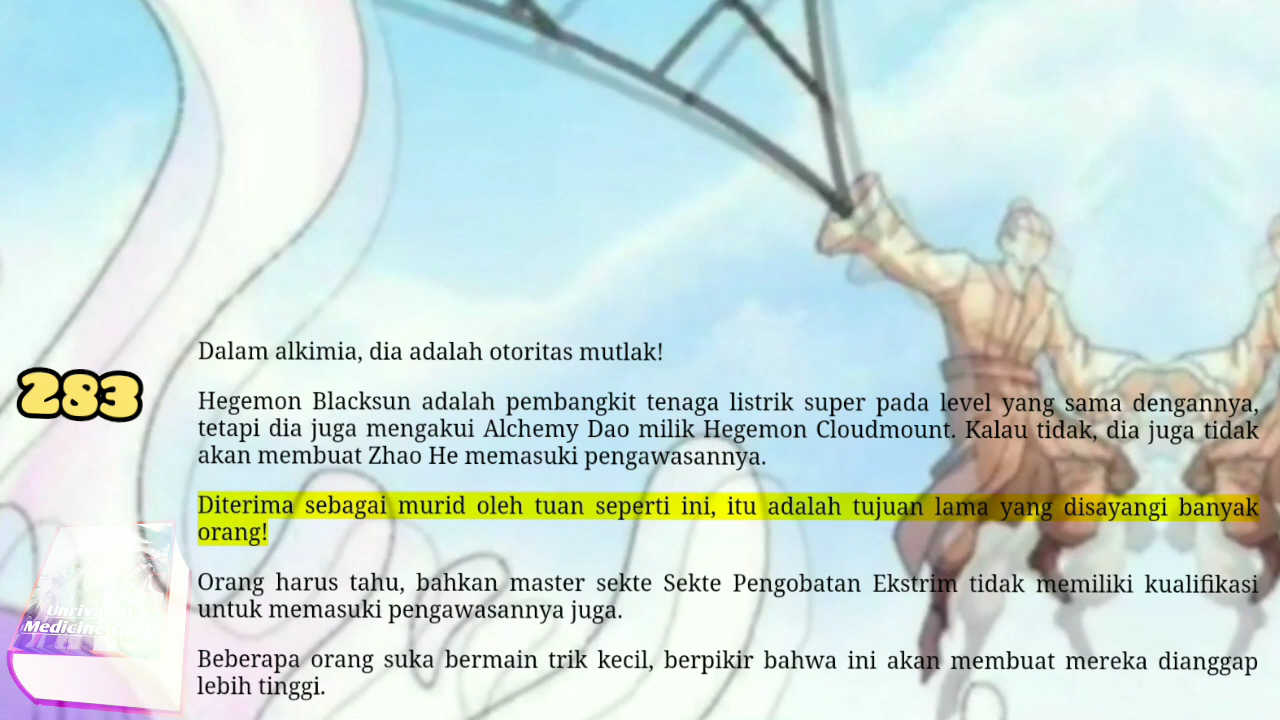 Dalam alkimia, dia adalah otoritas mutlak!
283
Hegemon Blacksun adalah pembangkit tenaga listrik super pada level yang sama dengannya,
tetapi dia juga mengakui Alchemy Dao milik Hegemon Cloudmount. Kalau tidak, dia juga tidak
akan membuat Zhao He memasuki pengawasannya.
Diterima sebagai murid oleh tuan seperti ini, itu adalah tujuan lama yang disayangi banyak
orang!
Orang harus tahu, bahkan master sekte Sekte Pengobatan Ekstrim tidak memiliki kualifikasi
untuk memasuki pengawasannya juga.
Beberapa orang suka bermain trik kecil, berpikir bahwa ini akan membuat mereka dianggap
lebih tinggi.
Medicine